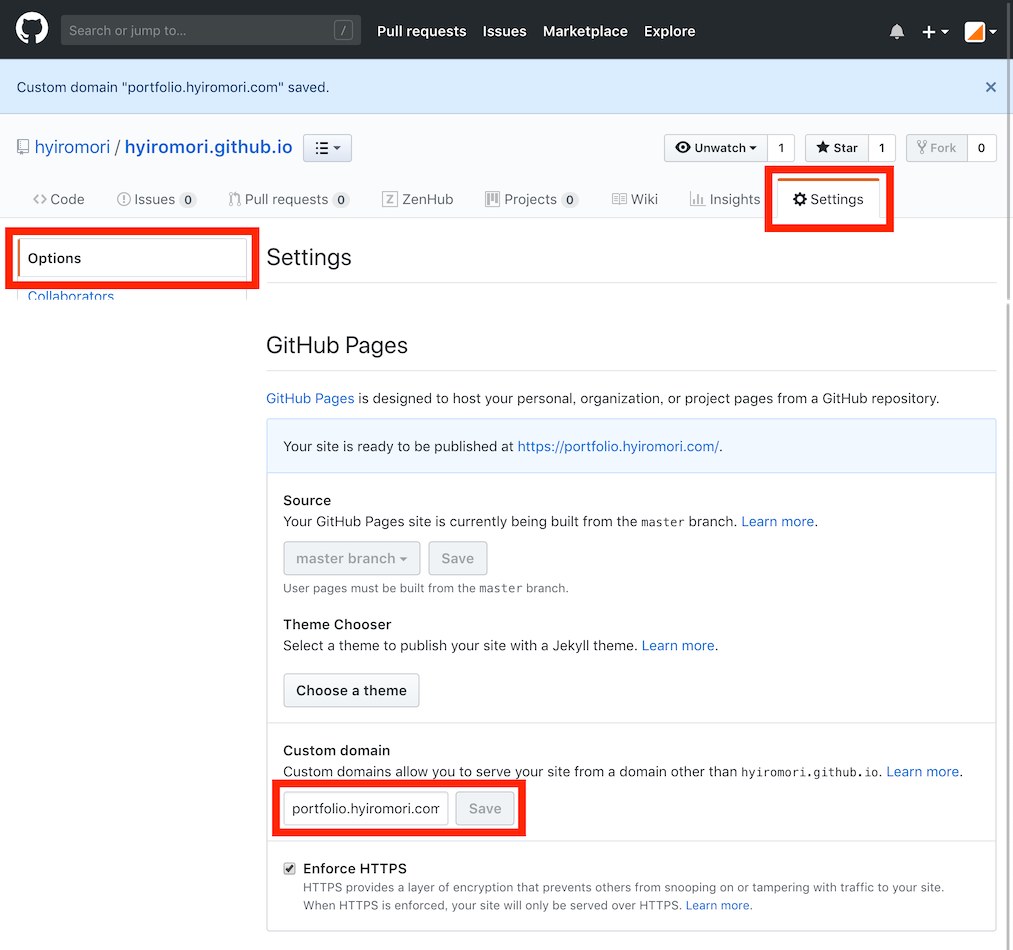 Search or jump to... / Pull requests Issues Marketplace Explore
Custom domain "portfolio.hyiromori.com" saved.
hyiromori / hyiromori.github.io Unwatch 1 Star 1 Fork 0
Code Issues 0 Pull requests 0 Z ZenHub Projects 0 Wiki Insights Settings
Options Settings
Collaborators
GitHub Pages
GitHub Pages is designed to host your personal, organization, or project pages from a GitHub repository.
Your site is ready to be published at https://portfolio.hyiromori.com/.
Source
Your GitHub Pages site is currently being built from the master branch. Learn more.
master branch Save
User pages must be built from the master branch.
Theme Chooser
Select a theme to publish your site with a Jekyll theme. Learn more.
Choose a theme
Custom domain
Custom domains allow you to serve your site from a domain other than hyiromori.github.io. Learn more.
portfolio.hyiromori.com Save
Enforce HTTPS
HTTPS provides a layer of encryption that prevents others from snooping on or tampering with traffic to your site.
When HTTPS is enforced, your site will only be served over HTTPS. Learn more.